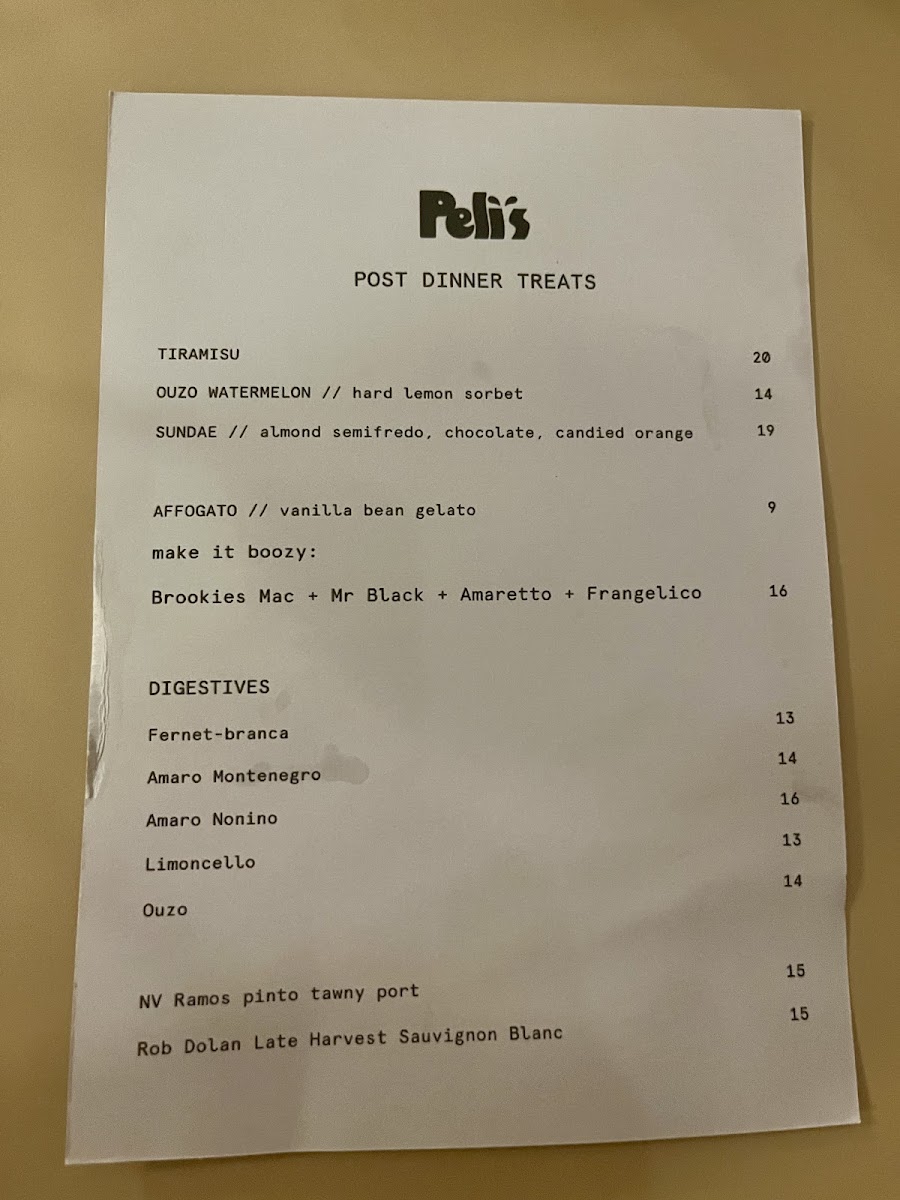 Peli's
POST DINNER TREATS
TIRAMISU 20
OUZO WATERMELON // hard lemon sorbet 14
SUNDAE // almond semifredo, chocolate, candied orange 19
AFFOGATO // vanilla bean gelato 9
make it boozy:
Brookies Mac + Mr Black + Amaretto + Frangelico 16
DIGESTIVES
Fernet-branca 13
Amaro Montenegro 14
Amaro Nonino 16
Limoncello 13
Ouzo 14
NV Ramos pinto tawny port 15
Rob Dolan Late Harvest Sauvignon Blanc 15